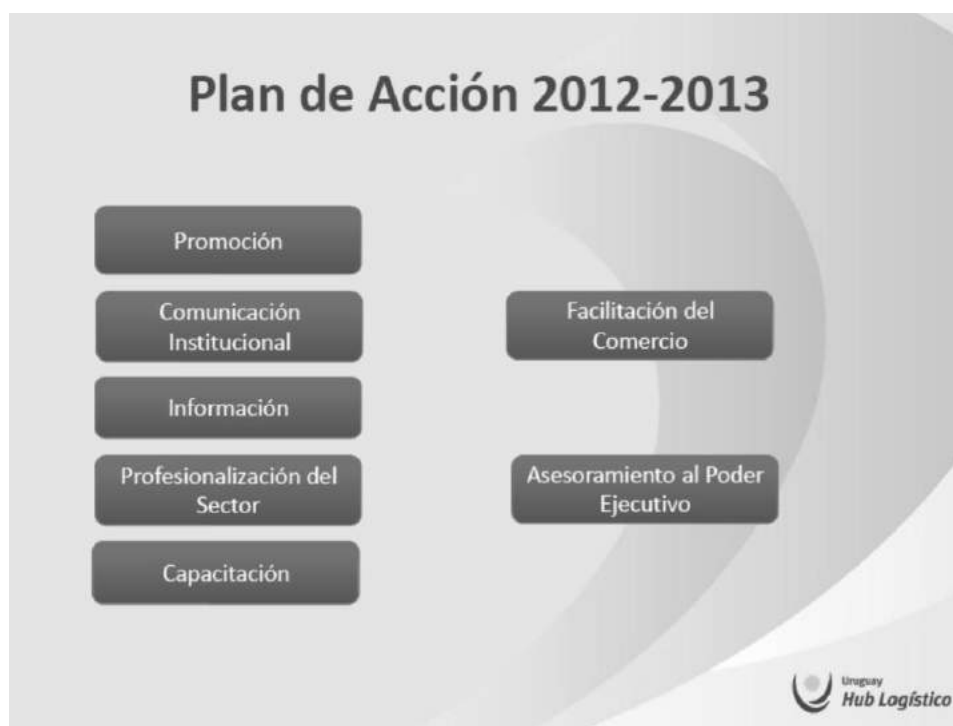 Plan de Acción 2012-2013
Promoción
Comunicación
Institucional
Información
Profesionalización del
Sector
Capacitación
Facilitación del
Comercio
Asesoramiento al Poder
Ejecutivo
Uruguay
Hub Logístico